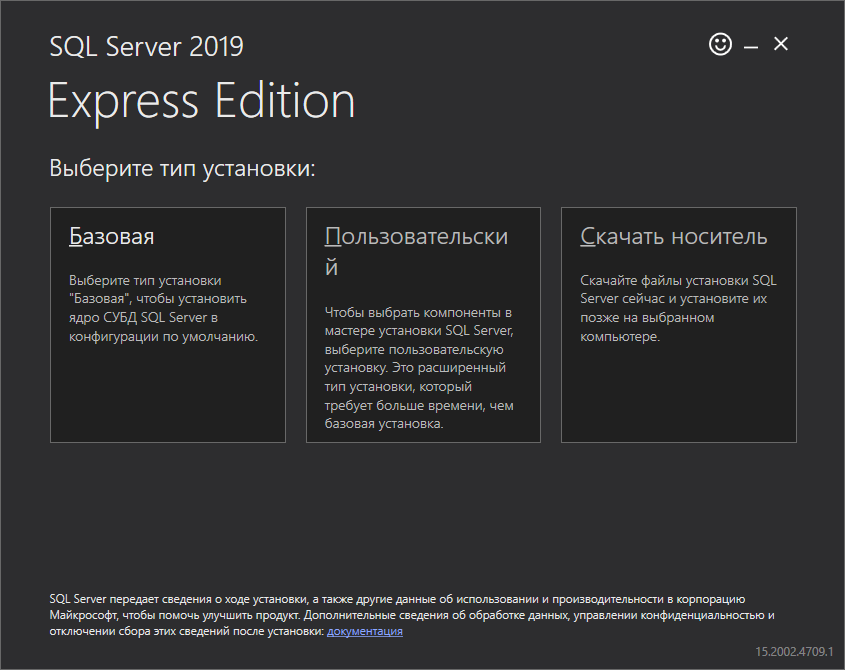 SQL Server 2019
Express Edition
Выберите тип установки:
Базовая
Выберите тип установки
"Базовая", чтобы установить
ядро СУБД SQL Server в
конфигурации по умолчанию.
Пользовательски
й
Чтобы выбрать компоненты в
мастере установки SQL Server,
выберите пользовательскую
установку. Это расширенный
тип установки, который
требует больше времени, чем
базовая установка.
Скачать носитель
Скачайте файлы установки SQL
Server сейчас и установите их
позже на выбранном
компьютере.
SQL Server передает сведения о ходе установки, а также другие данные об использовании и производительности в корпорацию
Майкрософт, чтобы помочь улучшить продукт. Дополнительные сведения об обработке данных, управлении конфиденциальностью и
отключении сбора этих сведений после установки: документация
15.2002.4709.1